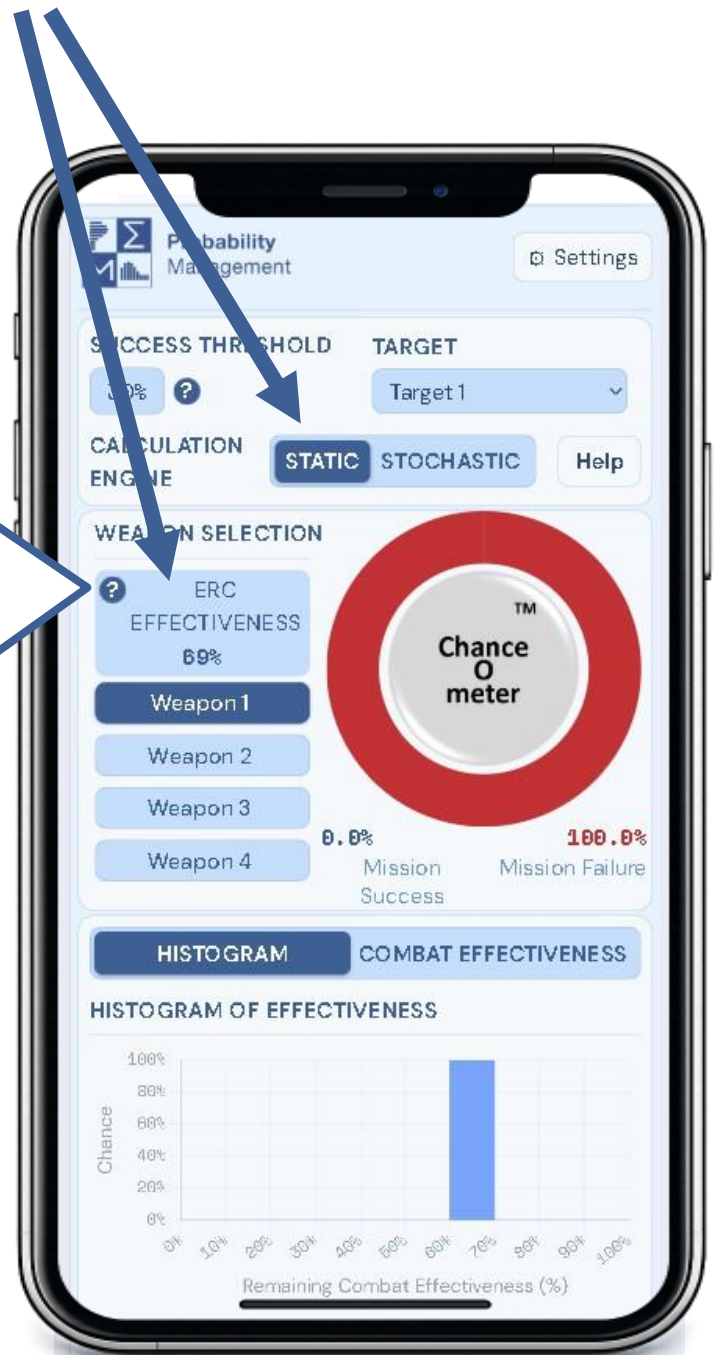 Probability
Management
Settings
SUCCESS THRESHOLD
TARGET
?
Target 1
CALCULATION
ENGINE
STATIC
STOCHASTIC
Help
WEAPON SELECTION
?
ERC
EFFECTIVENESS
69%
Weapon 1
Weapon 2
Weapon 3
Weapon 4
TM
Chance
O
meter
0.0%
Mission
Success
100.0%
Mission Failure
HISTOGRAM
COMBAT EFFECTIVENESS
HISTOGRAM OF EFFECTIVENESS
Chance
100%
80%
60%
40%
20%
0%
0% 10% 20% 30% 40% 50% 60% 70% 80% 90% 100%
Remaining Combat Effectiveness (%)